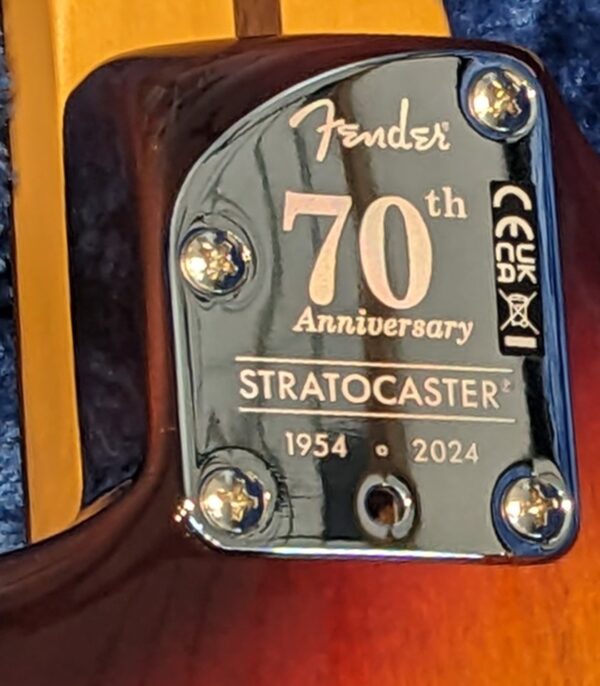 Fender
70th
Anniversary
STRATOCASTER
1954 2024
CE
UK
CA